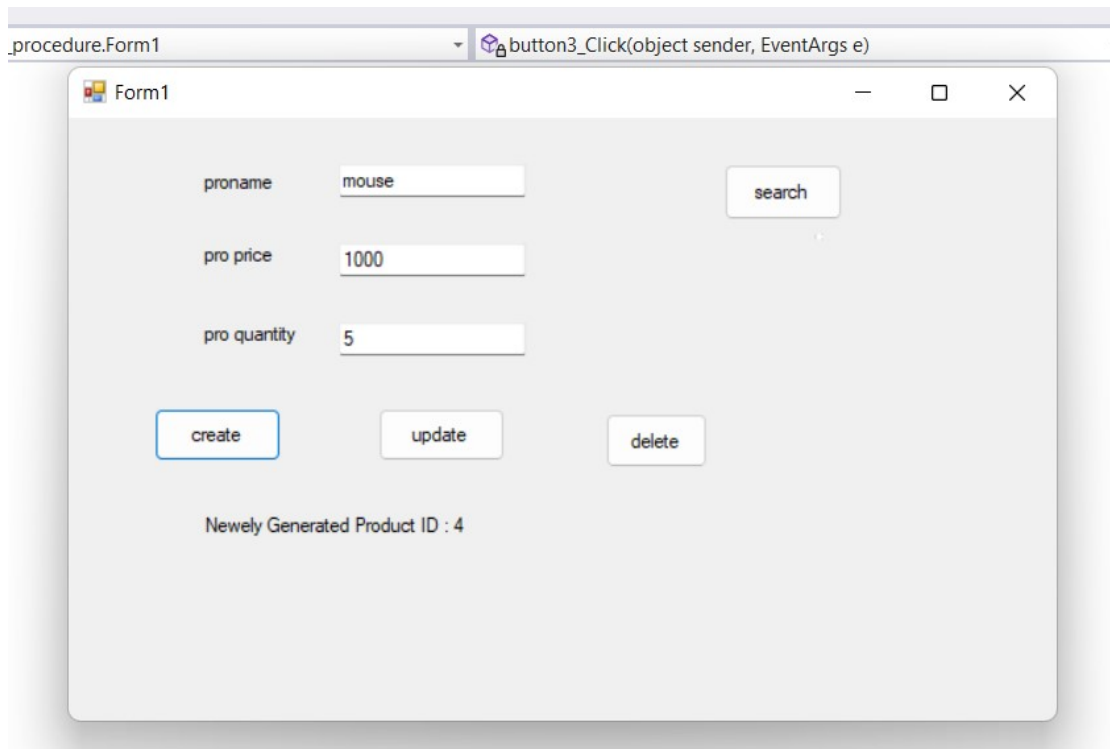 _procedure.Form1 button3_Click(object sender, EventArgs e)
Form1
proname mouse search
pro price 1000
pro quantity 5
create update delete
Newely Generated Product ID : 4